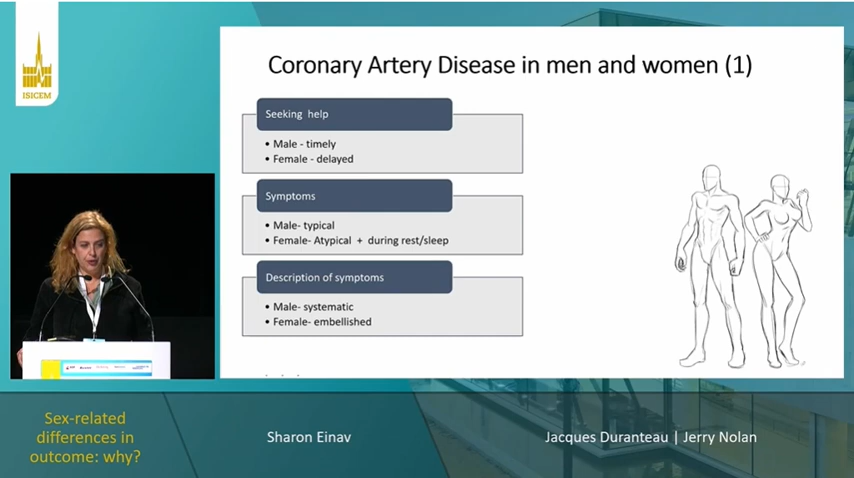 ISICEM
Coronary Artery Disease in men and women (1)
Seeking help
• Male - timely
• Female - delayed
Symptoms
• Male- typical
• Female- Atypical + during rest/sleep
Description of symptoms
• Male- systematic
• Female- embellished
Sex-related
differences in
outcome: why?
Sharon Einav
Jacques Duranteau | Jerry Nolan